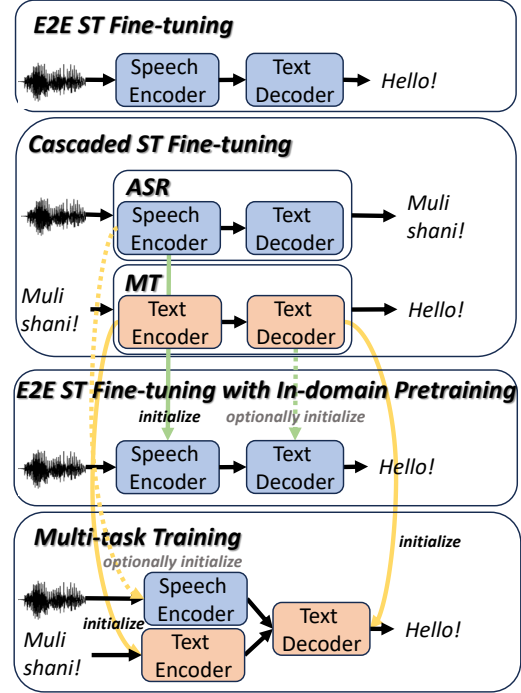 E2E ST Fine-tuning
Speech
Encoder
Text
Decoder
Hello!
Cascaded ST Fine-tuning
ASR
Speech
Encoder
Text
Decoder
Muli
shani!
MT
Muli
shani!
Text
Encoder
Text
Decoder
Hello!
E2E ST Fine-tuning with In-domain Pretraining
initialize
optionally initialize
Speech
Encoder
Text
Decoder
Hello!
Multi-task Training
optionally initialize
initialize
Speech
Encoder
initialize
Muli
shani!
Text
Encoder
Text
Decoder
Hello!